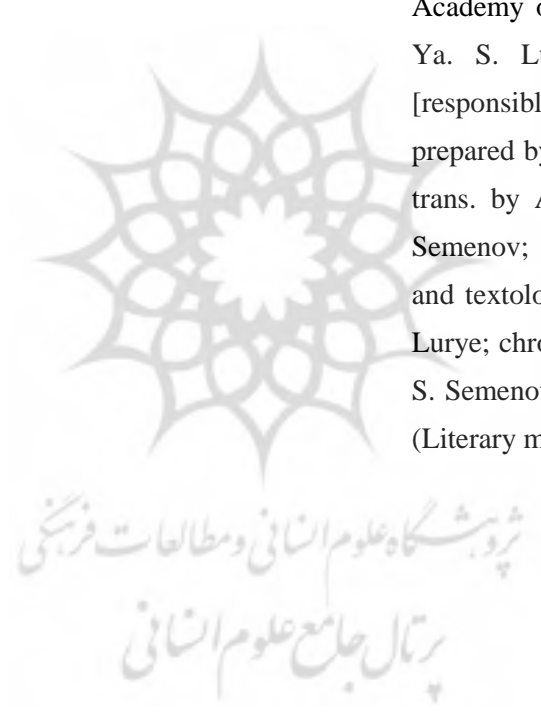 Academy o
Ya. S. Lu
[responsibl
prepared by
trans. by A
Semenov;
and textolo
Lurye; chro
S. Semenov
(Literary m
پژوهشگاه علوم انسانی و مطالعات فرهنگی
پرتال جامع علوم انسانی